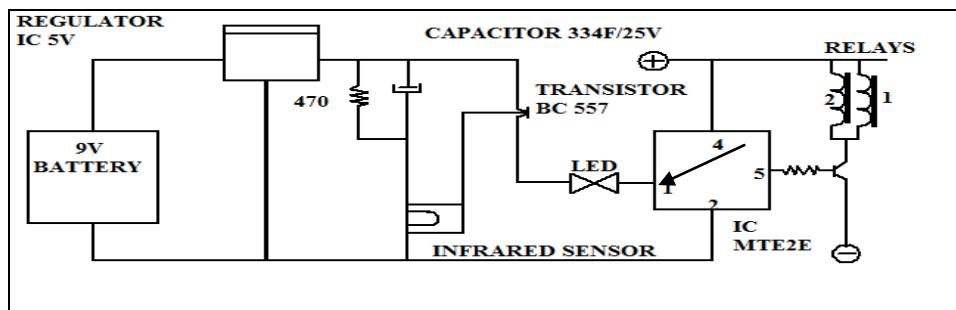 REGULATOR
IC 5V
CAPACITOR 334F/25V
RELAYS
470
TRANSISTOR
BC 557
2
1
9V
BATTERY
LED
4
5
1
2
IC
MTE2E
INFRARED SENSOR